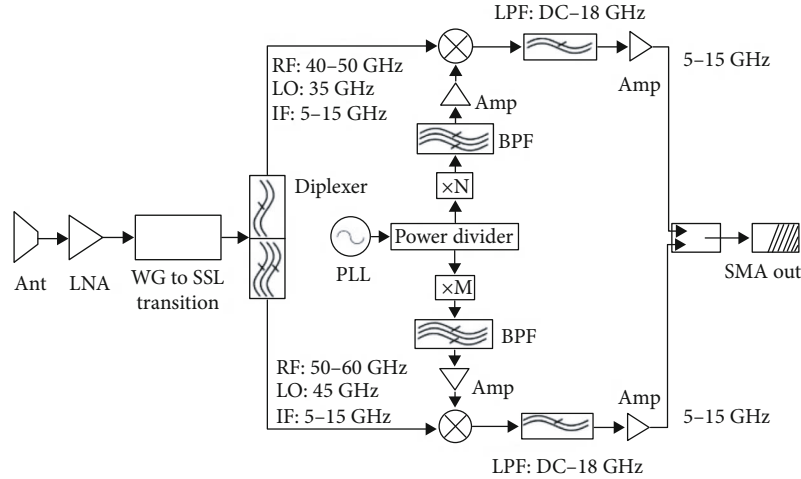 LPF: DC–18 GHz
RF: 40–50 GHz
LO: 35 GHz
IF: 5–15 GHz
Amp
Amp
5–15 GHz
BPF
Diplexer
×N
Ant
LNA
WG to SSL
transition
PLL
Power divider
SMA out
×M
BPF
RF: 50–60 GHz
LO: 45 GHz
IF: 5–15 GHz
Amp
Amp
5–15 GHz
LPF: DC–18 GHz